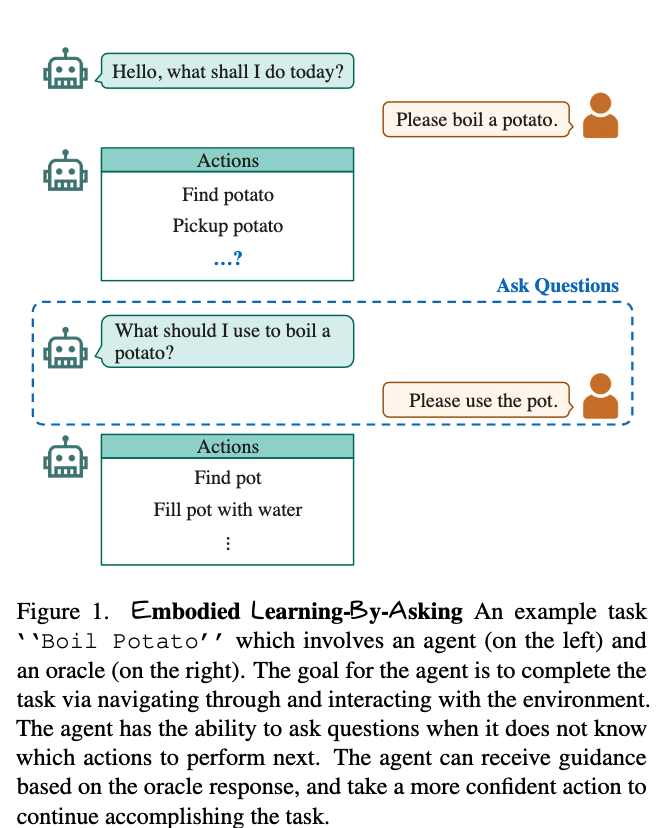 Hello, what shall I do today?
Please boil a potato.
Actions
Find potato
Pickup potato
...?
Ask Questions
What should I use to boil a
potato?
Please use the pot.
Actions
Find pot
Fill pot with water
⋮
Figure 1. Embodied Learning-By-Asking An example task
‘‘Boil Potato’’ which involves an agent (on the left) and
an oracle (on the right). The goal for the agent is to complete the
task via navigating through and interacting with the environment.
The agent has the ability to ask questions when it does not know
which actions to perform next. The agent can receive guidance
based on the oracle response, and take a more confident action to
continue accomplishing the task.